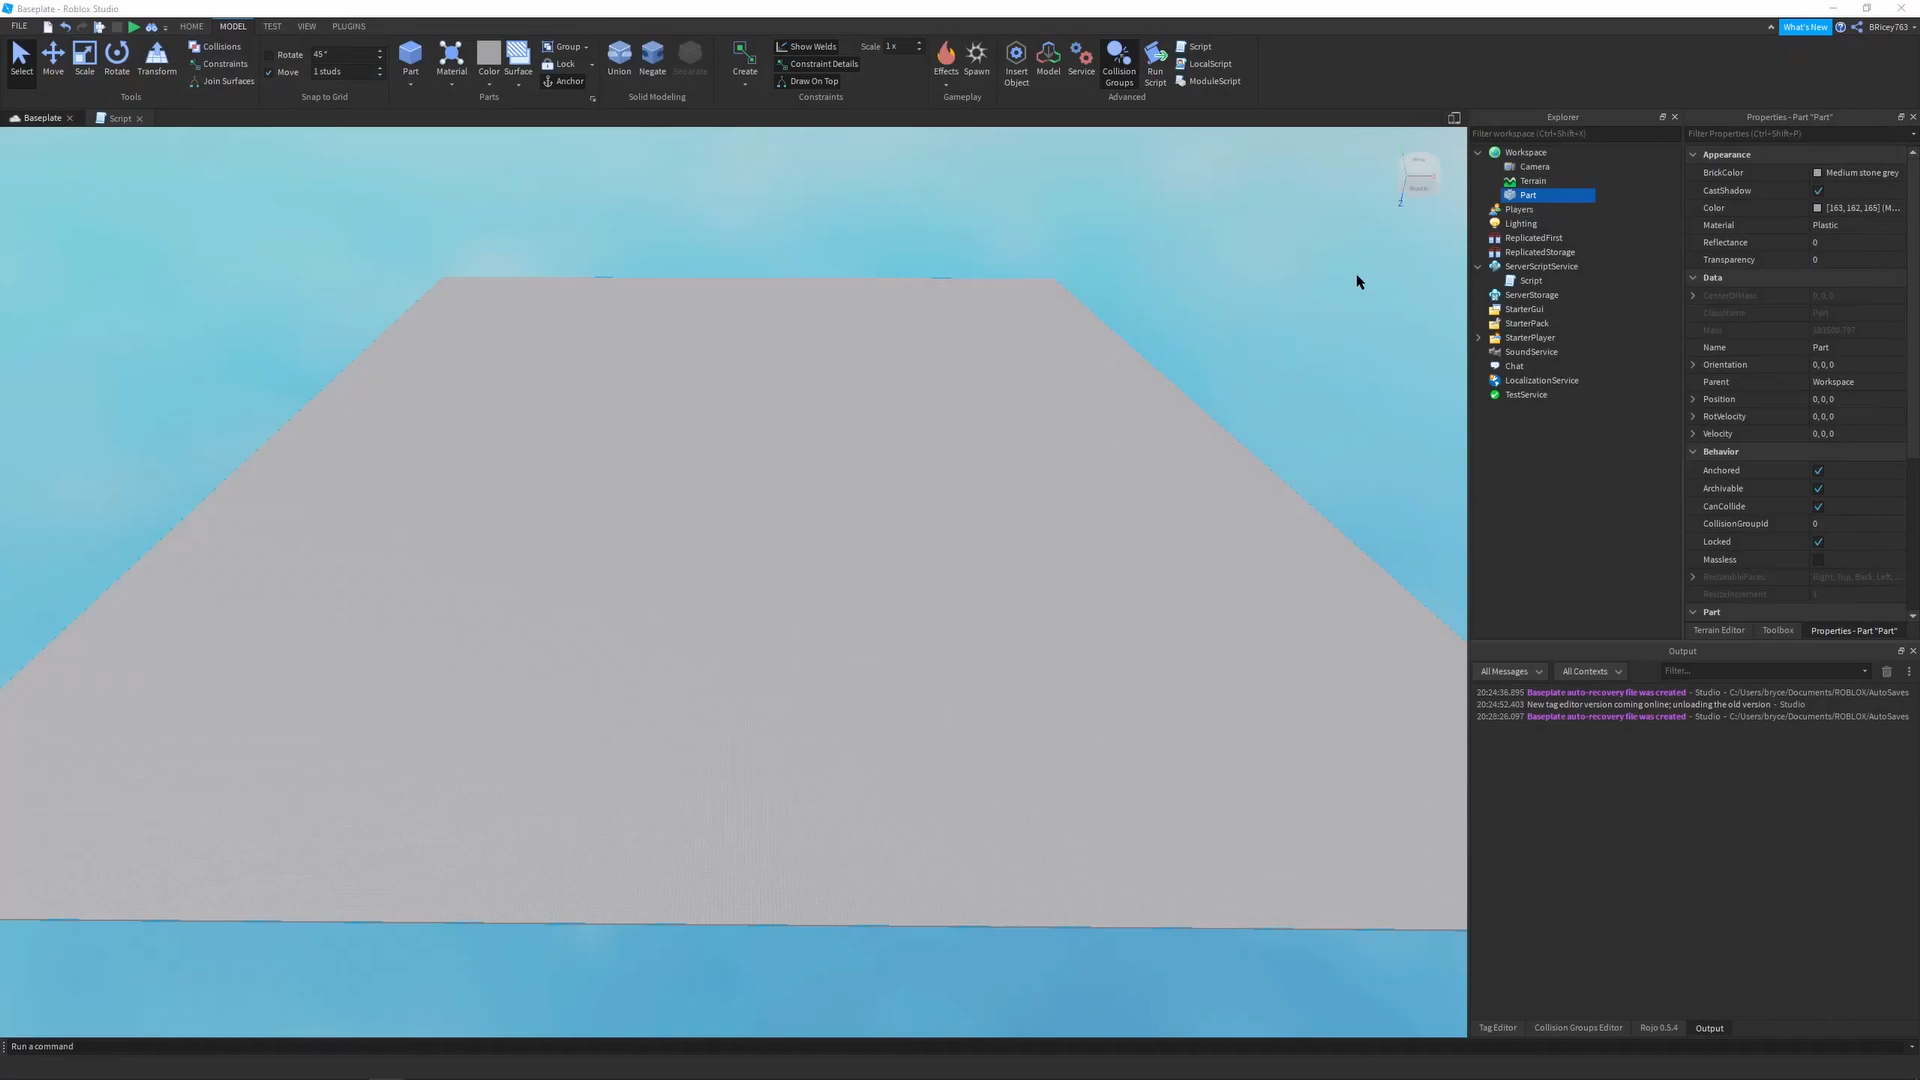 Baseplate - Roblox Studio
FILE HOME MODEL TEST VIEW PLUGINS What's New BRicey763
Select Move Scale Rotate Transform
Collisions
Constraints
Join Surfaces
Tools
Rotate 45°
Move 1 studs
Snap to Grid
Part Material Color Surface
Group
Lock
Anchor
Parts
Union Negate Separate
Solid Modeling
Create
Show Welds Scale 1 x
Constraint Details
Draw On Top
Constraints
Effects Spawn
Gameplay
Insert Object Model Service Collision Groups Run Script
Script
LocalScript
ModuleScript
Advanced
Baseplate Script
Explorer
Filter workspace (Ctrl+Shift+X)
Workspace
Camera
Terrain
Part
Players
Lighting
ReplicatedFirst
ReplicatedStorage
ServerScriptService
Script
ServerStorage
StarterGui
StarterPack
StarterPlayer
SoundService
Chat
LocalizationService
TestService
Z
Properties - Part "Part"
Filter Properties (Ctrl+Shift+P)
Appearance
BrickColor Medium stone grey
CastShadow
Color [163, 162, 165] (M...
Material Plastic
Reflectance 0
Transparency 0
Data
CenterOfMass 0, 0, 0
ClassName Part
Mass 183500.797
Name Part
Orientation 0, 0, 0
Parent Workspace
Position 0, 0, 0
RotVelocity 0, 0, 0
Velocity 0, 0, 0
Behavior
Anchored
Archivable
CanCollide
CollisionGroupId 0
Locked
Massless
ResizeableFaces Right, Top, Back, Left, ...
ResizeIncrement 1
Part
Terrain Editor Toolbox Properties - Part "Part"
Output
All Messages All Contexts Filter...
20:24:36.895 Baseplate auto-recovery file was created - Studio - C:/Users/bryce/Documents/ROBLOX/AutoSaves
20:24:52.403 New tag editor version coming online; unloading the old version - Studio
20:28:26.097 Baseplate auto-recovery file was created - Studio - C:/Users/bryce/Documents/ROBLOX/AutoSaves
Tag Editor Collision Groups Editor Rojo 0.5.4 Output
Run a command